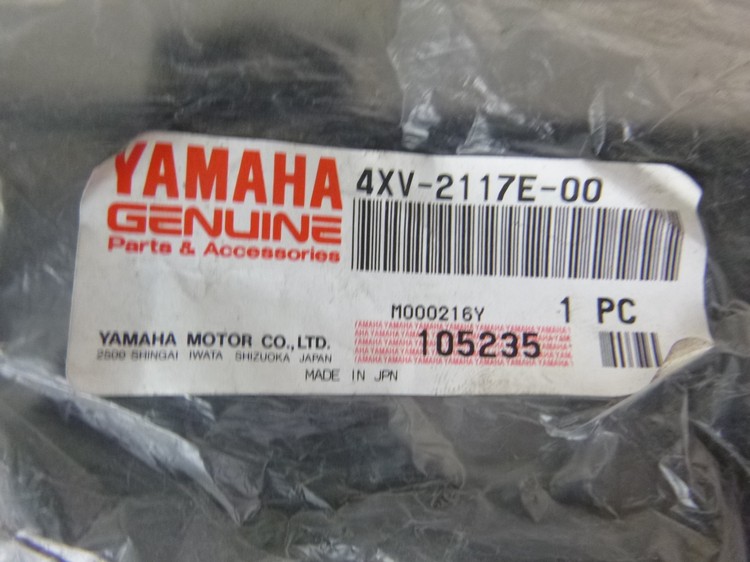 YAMAHA
GENUINE
Parts & Accessories
4XV-2117E-00
M000216Y
1 PC
YAMAHA MOTOR CO.,LTD.
2500 SHINGAI IWATA SHIZUOKA JAPAN
105235
MADE IN JPN